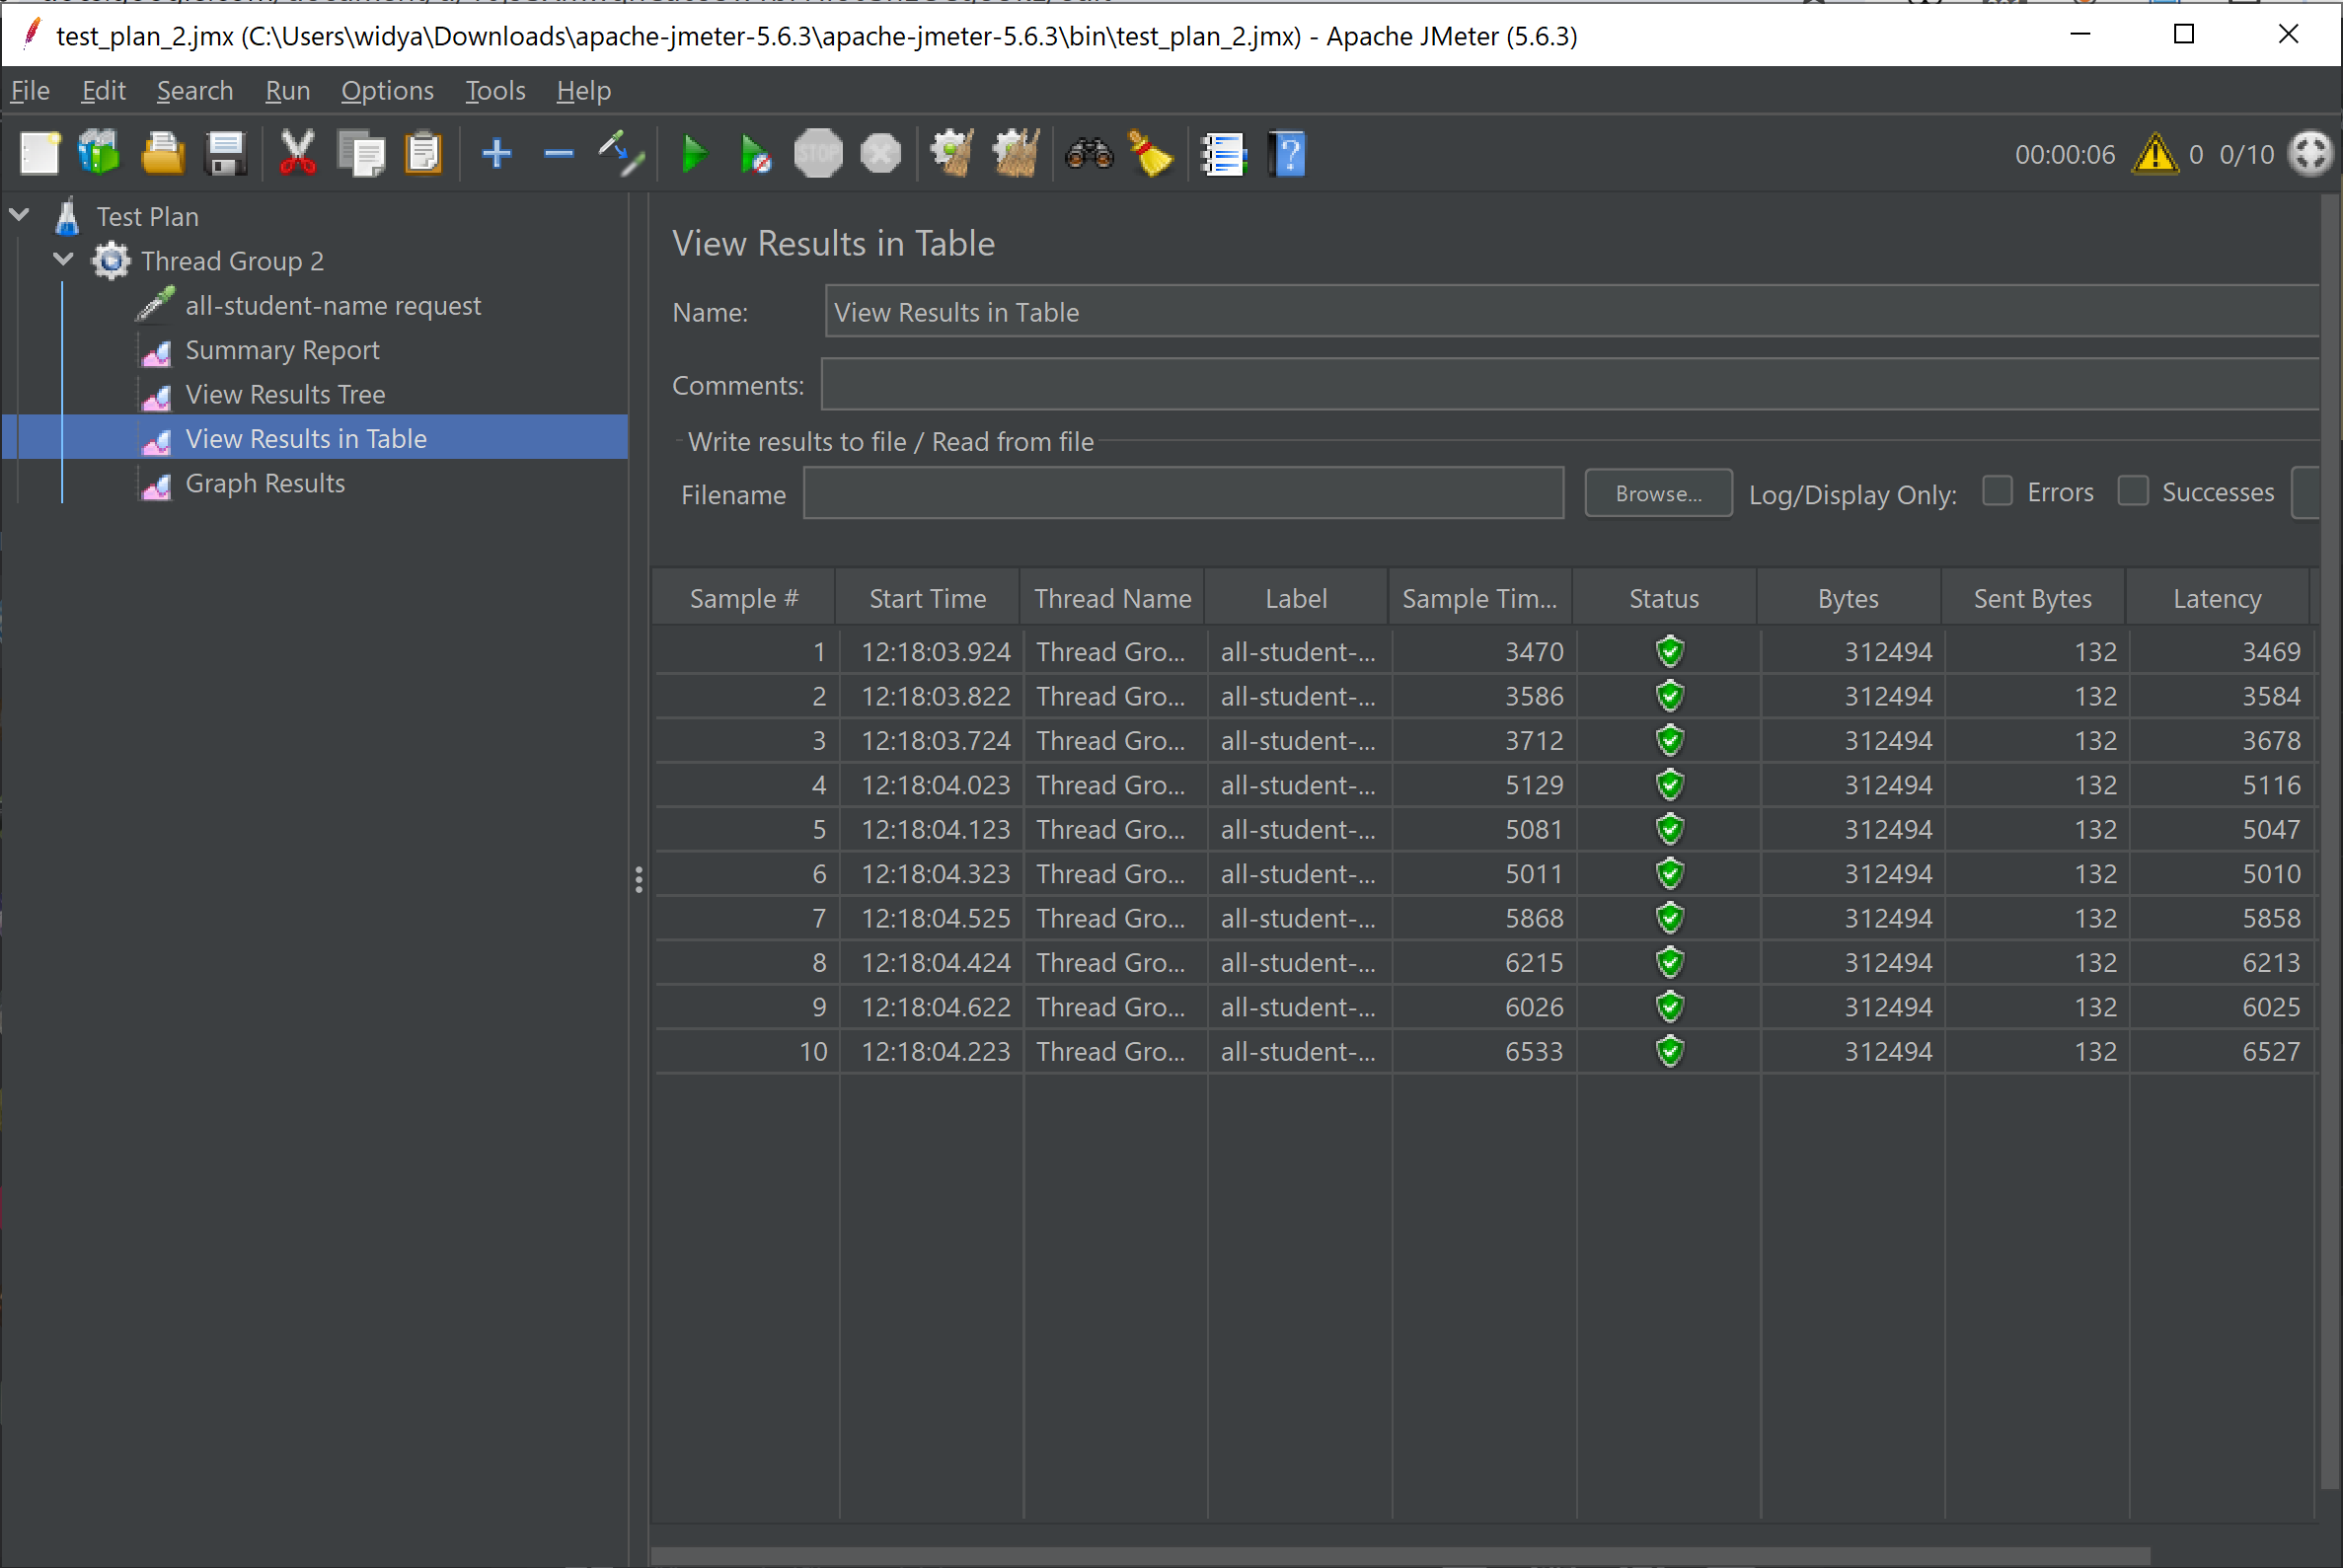 test_plan_2.jmx (C:\Users\widya\Downloads\apache-jmeter-5.6.3\apache-jmeter-5.6.3\bin\test_plan_2.jmx) - Apache JMeter (5.6.3)
File Edit Search Run Options Tools Help
STOP 00:00:06 0 0/10
Test Plan
Thread Group 2
all-student-name request
Summary Report
View Results Tree
View Results in Table
Graph Results
View Results in Table
Name: View Results in Table
Comments:
Write results to file / Read from file
Filename Browse... Log/Display Only: Errors Successes
Sample # Start Time Thread Name Label Sample Tim... Status Bytes Sent Bytes Latency
1 12:18:03.924 Thread Gro... all-student-... 3470 312494 132 3469
2 12:18:03.822 Thread Gro... all-student-... 3586 312494 132 3584
3 12:18:03.724 Thread Gro... all-student-... 3712 312494 132 3678
4 12:18:04.023 Thread Gro... all-student-... 5129 312494 132 5116
5 12:18:04.123 Thread Gro... all-student-... 5081 312494 132 5047
6 12:18:04.323 Thread Gro... all-student-... 5011 312494 132 5010
7 12:18:04.525 Thread Gro... all-student-... 5868 312494 132 5858
8 12:18:04.424 Thread Gro... all-student-... 6215 312494 132 6213
9 12:18:04.622 Thread Gro... all-student-... 6026 312494 132 6025
10 12:18:04.223 Thread Gro... all-student-... 6533 312494 132 6527